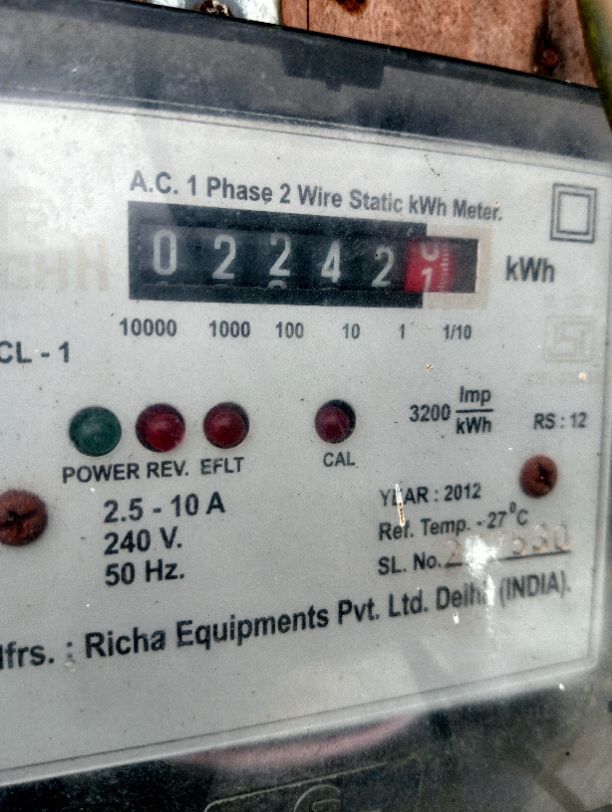 A.C. 1 Phase 2 Wire Static kWh Meter.
0 2 2 4 2 1 kWh
10000 1000 100 10 1 1/10
CL - 1
3200 Imp/kWh
RS : 12
POWER REV. EFLT CAL
2.5 - 10 A
240 V.
50 Hz.
YEAR : 2012
Ref. Temp. - 27°C
SL. No.
Mfrs. : Richa Equipments Pvt. Ltd. Delhi (INDIA).